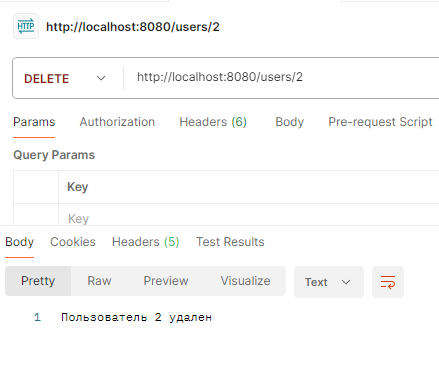 HTTP http://localhost:8080/users/2
DELETE http://localhost:8080/users/2
Params Authorization Headers (6) Body Pre-request Script
Query Params
Key
Key
Body Cookies Headers (5) Test Results
Pretty Raw Preview Visualize Text
1 Пользователь 2 удален